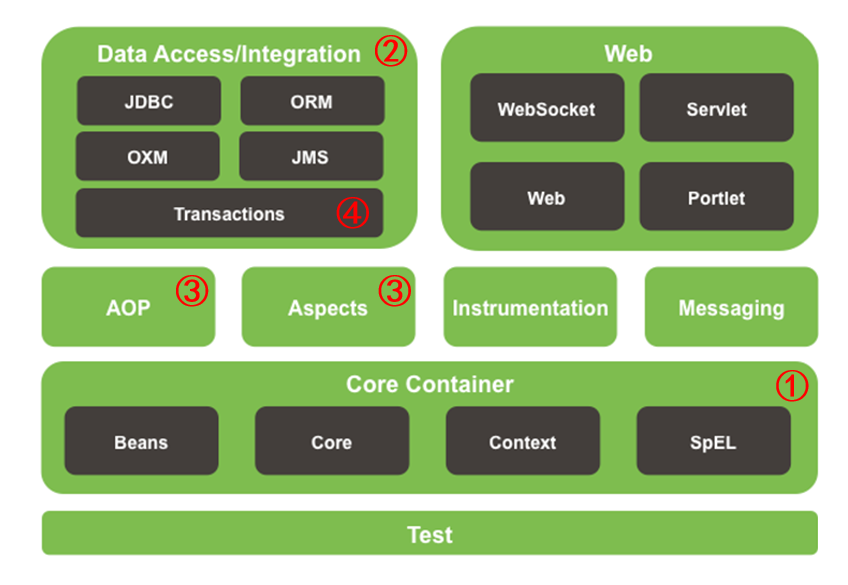 Data Access/Integration ②
JDBC ORM
OXM JMS
Transactions ④
Web
WebSocket Servlet
Web Portlet
AOP ③ Aspects ③ Instrumentation Messaging
Core Container ①
Beans Core Context SpEL
Test